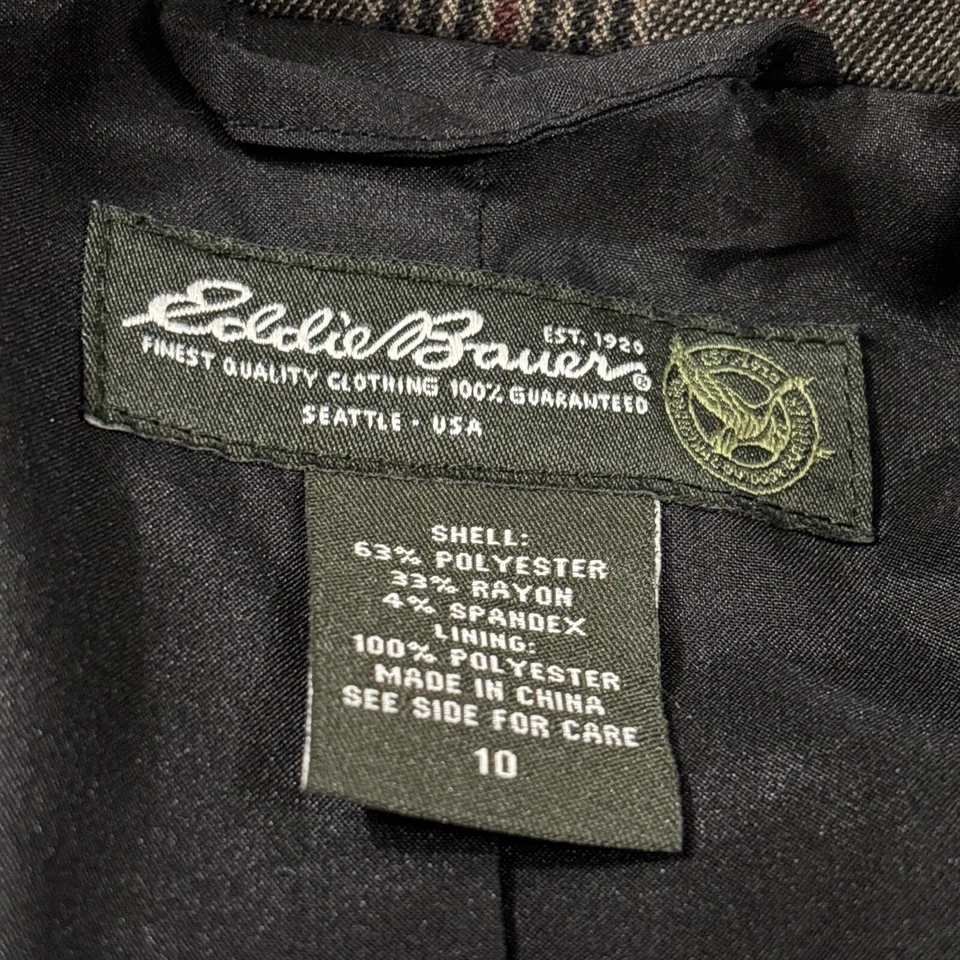 Eddie Bauer®
EST. 1920
FINEST QUALITY CLOTHING 100% GUARANTEED
SEATTLE · USA
SHELL:
63% POLYESTER
33% RAYON
4% SPANDEX
LINING:
100% POLYESTER
MADE IN CHINA
SEE SIDE FOR CARE
10